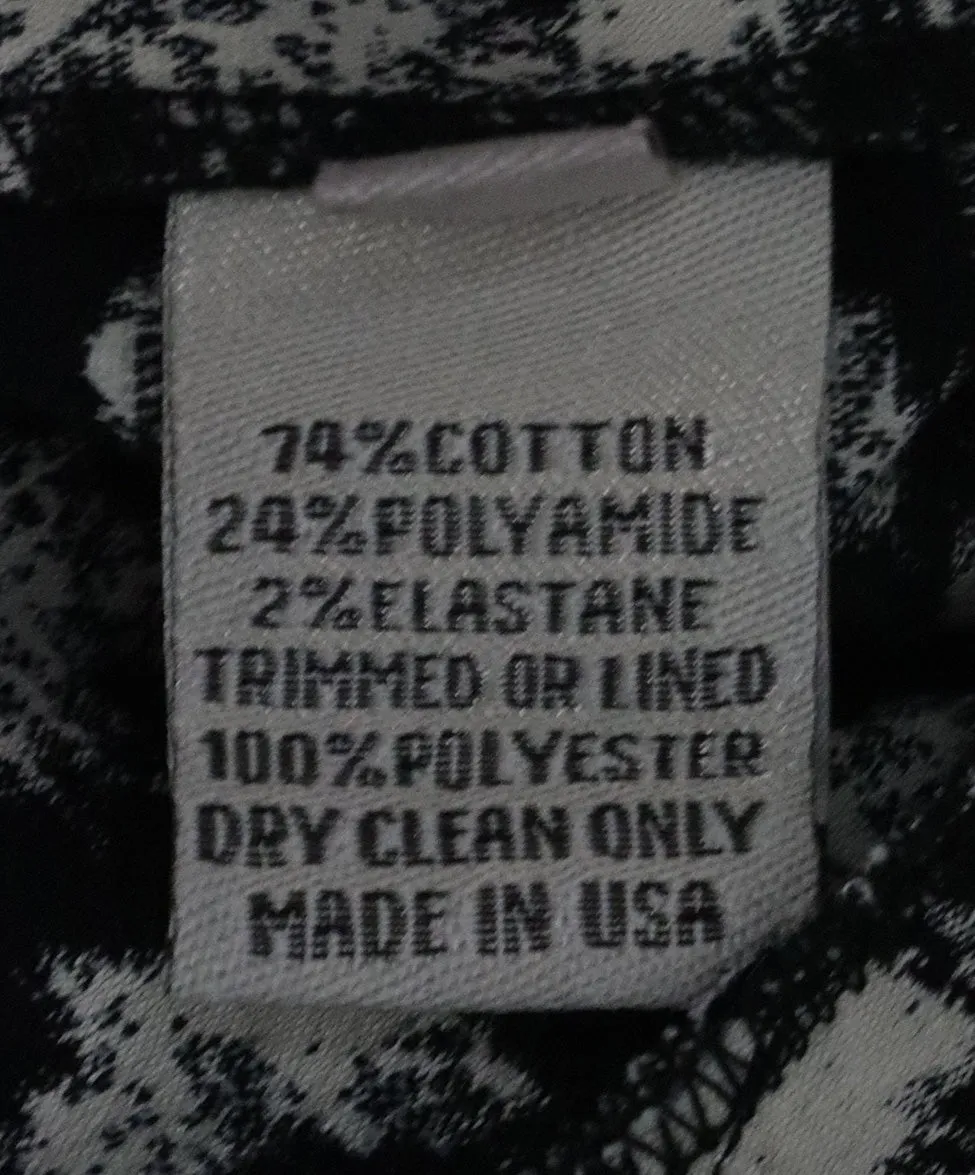 74%COTTON
24%POLYAMIDE
2%ELASTANE
TRIMMED OR LINED
100%POLYESTER
DRY CLEAN ONLY
MADE IN USA